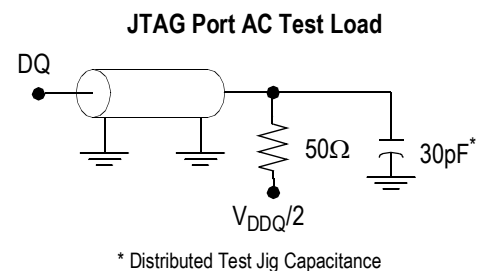 JTAG Port AC Test Load
DQ
50Ω
30pF*
VDDQ/2
* Distributed Test Jig Capacitance